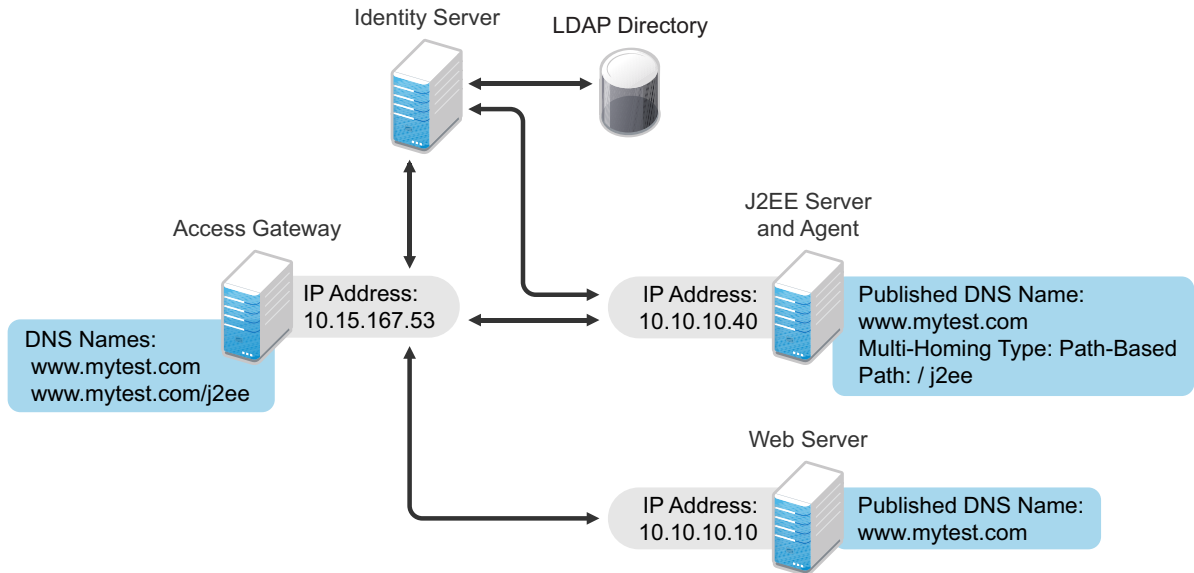 Identity Server
LDAP Directory
J2EE Server
and Agent
Access Gateway
IP Address:
10.15.167.53
DNS Names:
www.mytest.com
www.mytest.com/j2ee
IP Address:
10.10.10.40
Published DNS Name:
www.mytest.com
Multi-Homing Type: Path-Based
Path: / j2ee
Web Server
IP Address:
10.10.10.10
Published DNS Name:
www.mytest.com